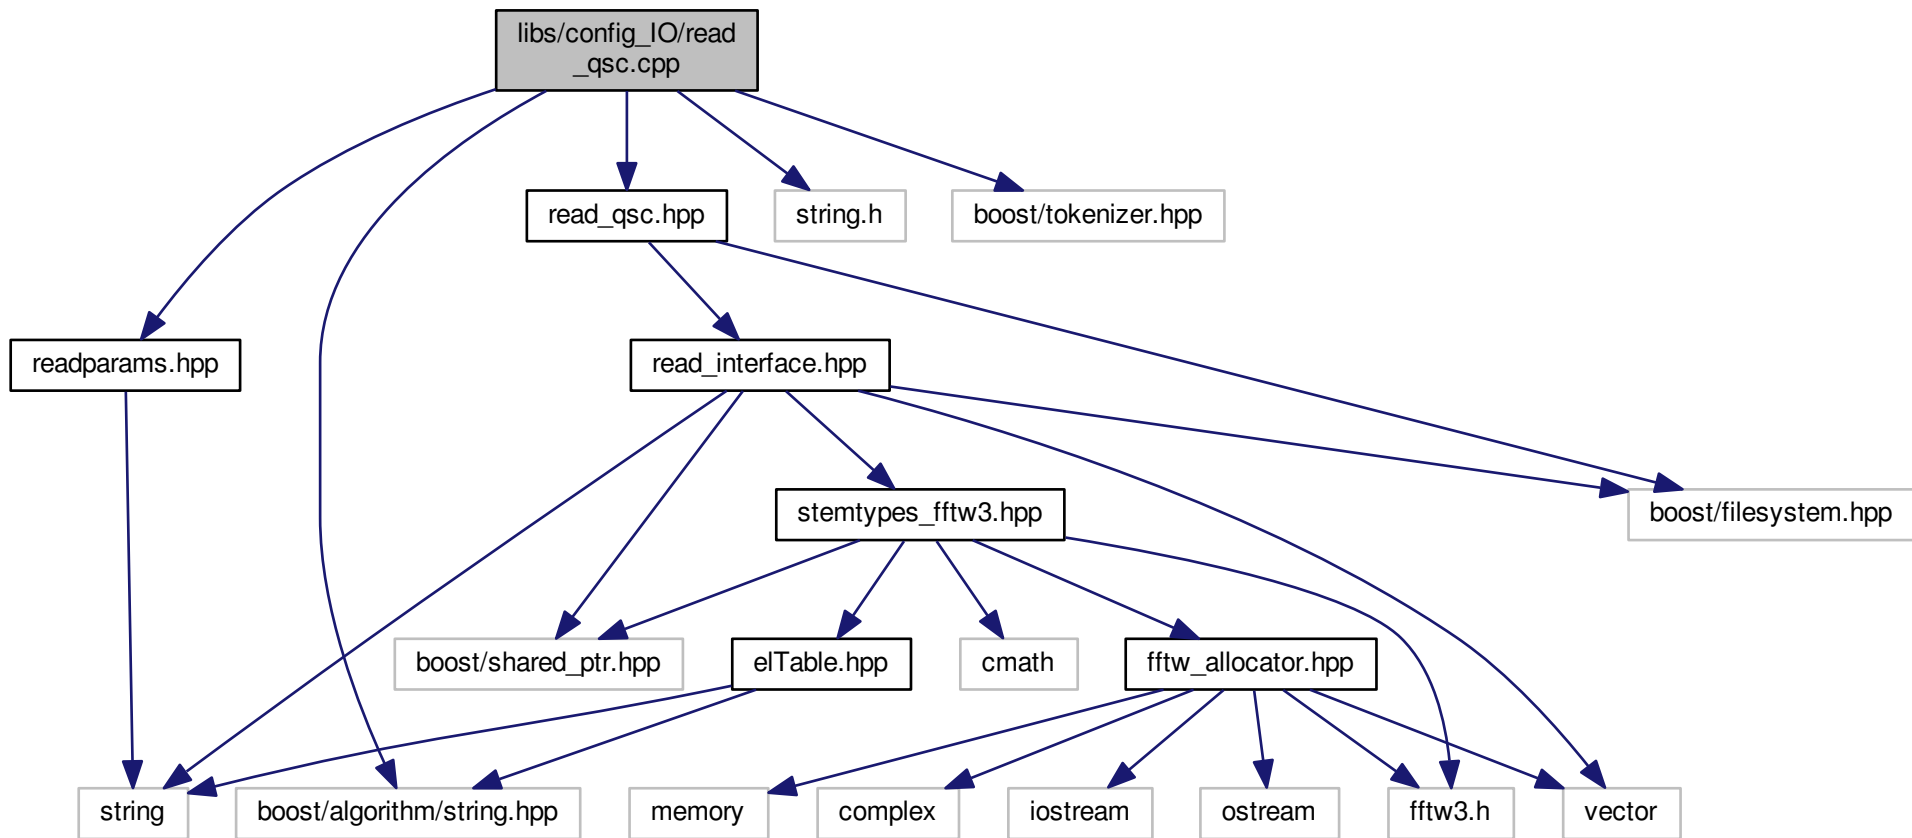 libs/config_IO/read
_qsc.cpp
read_qsc.hpp
string.h
boost/tokenizer.hpp
readparams.hpp
read_interface.hpp
stemtypes_fftw3.hpp
boost/filesystem.hpp
boost/shared_ptr.hpp
elTable.hpp
cmath
fftw_allocator.hpp
string
boost/algorithm/string.hpp
memory
complex
iostream
ostream
fftw3.h
vector